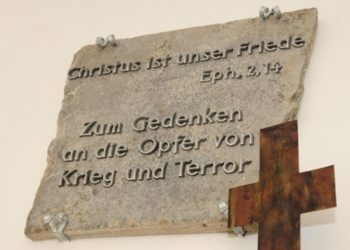 Christus ist unser Friede
Eph. 2,14
Zum Gedenken
an die Opfer von
Krieg und Terror